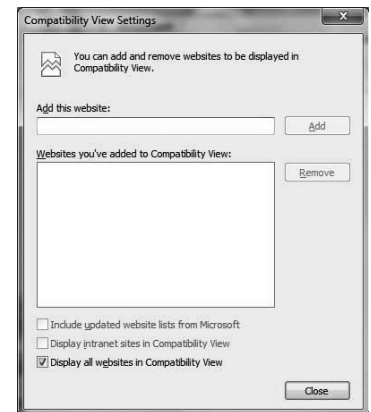 Compatibility View Settings
You can add and remove websites to be displayed in
Compatibility View.
Add this website:
Add
Websites you've added to Compatibility View:
Remove
Include updated website lists from Microsoft
Display intranet sites in Compatibility View
Display all websites in Compatibility View
Close